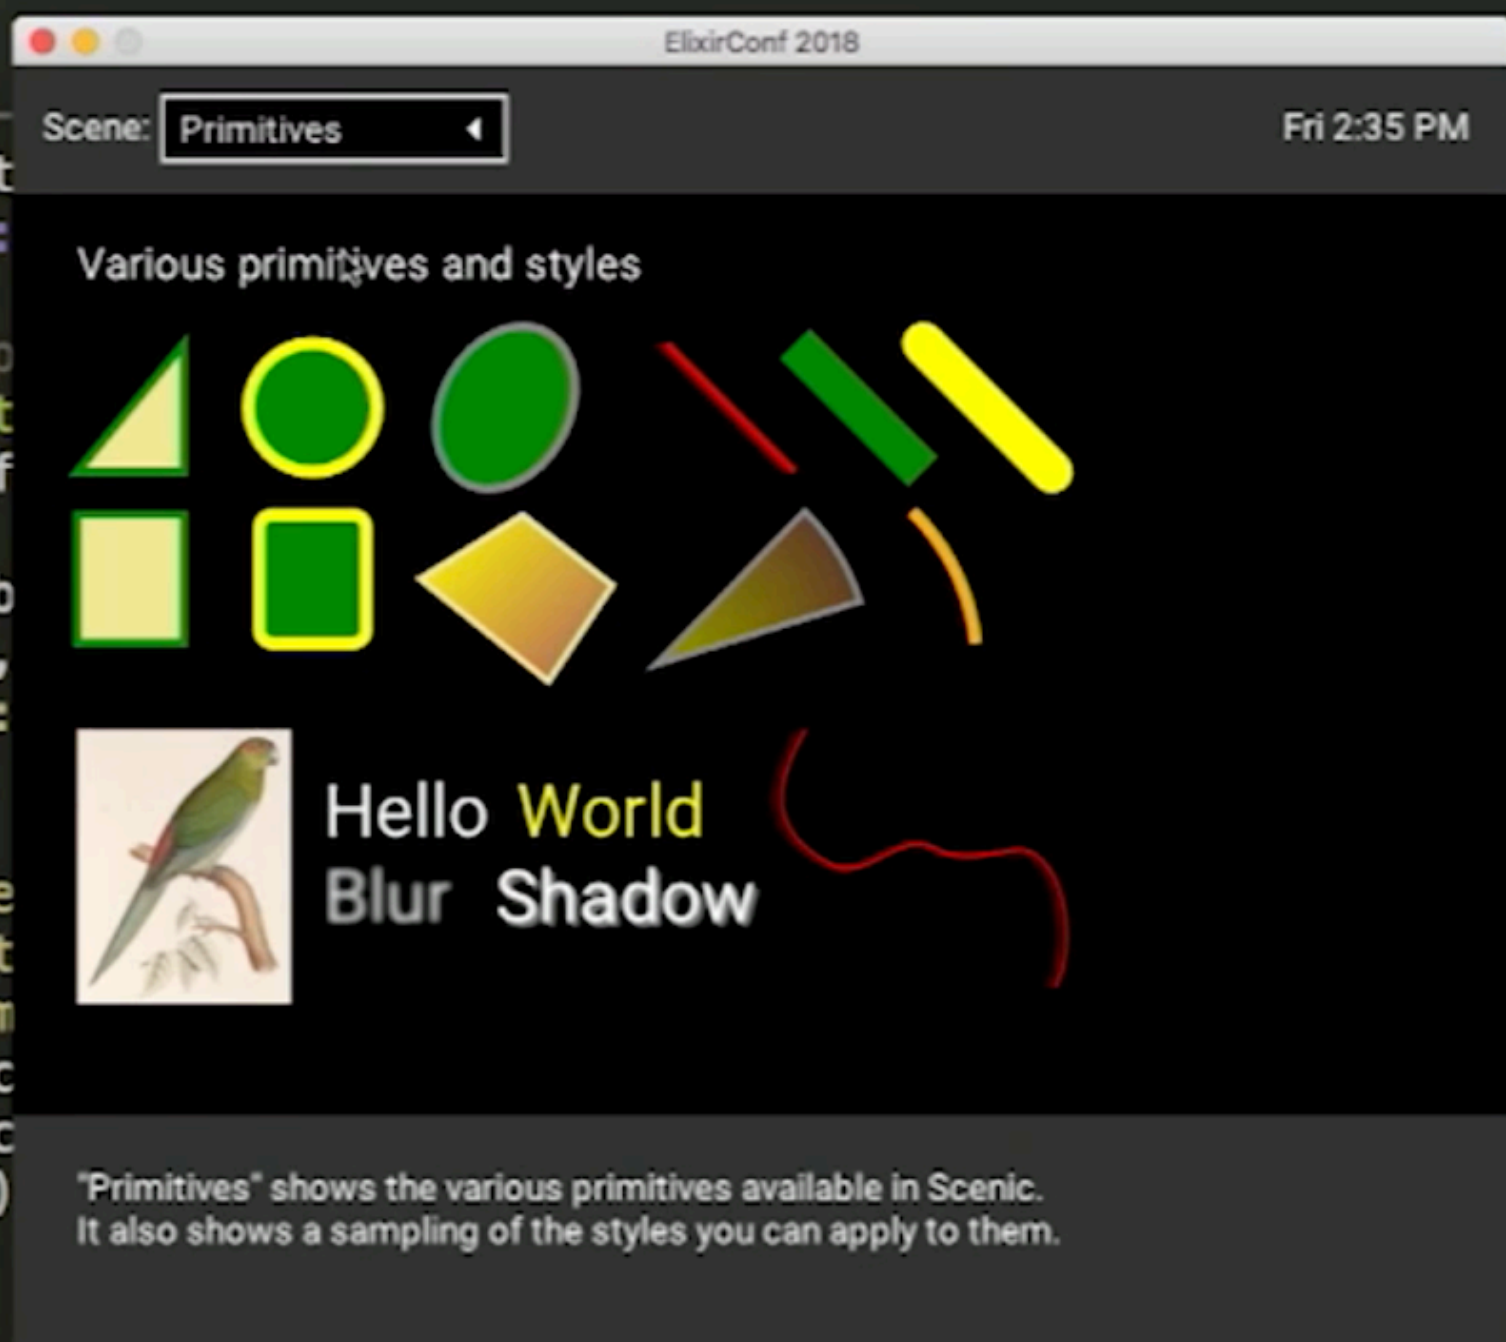 ElixirConf 2018
Scene: Primitives Fri 2:35 PM
Various primitives and styles
Hello World
Blur Shadow
"Primitives" shows the various primitives available in Scenic.
It also shows a sampling of the styles you can apply to them.